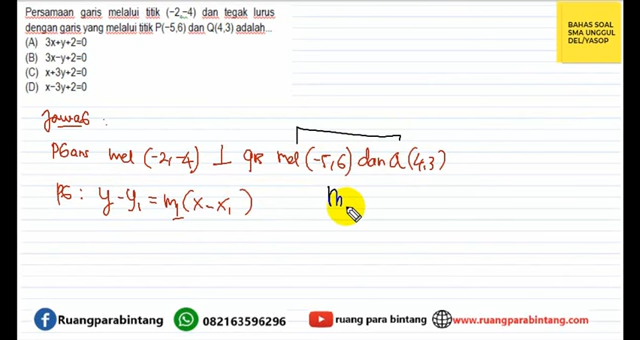 Persamaan garis melalui titik (−2,−4) dan tegak lurus
dengan garis yang melalui titik P(−5,6) dan Q(4,3) adalah...
(A) 3x+y+2=0
(B) 3x−y+2=0
(C) x+3y+2=0
(D) x−3y+2=0
BAHAS SOAL
SMA UNGGUL
DEL/YASOP
Jawab :
PGaris mel (-2,-4) ⊥ grs mel (-5,6) dan Q (4,3)
PG : y - y₁ = m₁ (x - x₁)
m
Ruangparabintang
082163596296
ruang para bintang
www.ruangparabintang.com